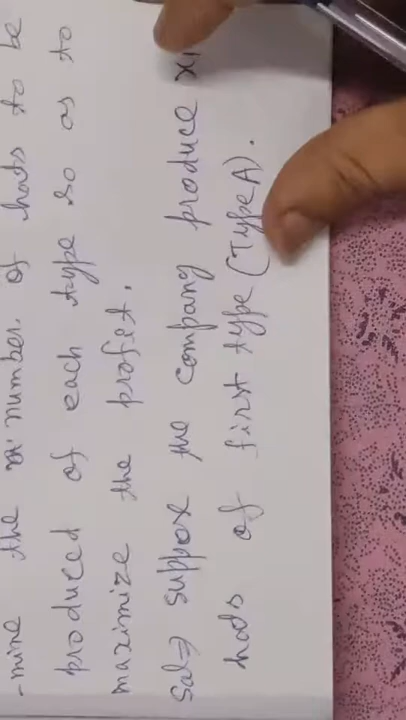 -mine the number. of hats to be
produced of each type so as to
maximize the profit.
Sol⇒ suppose the company produce x1
hats of first type (Type A).